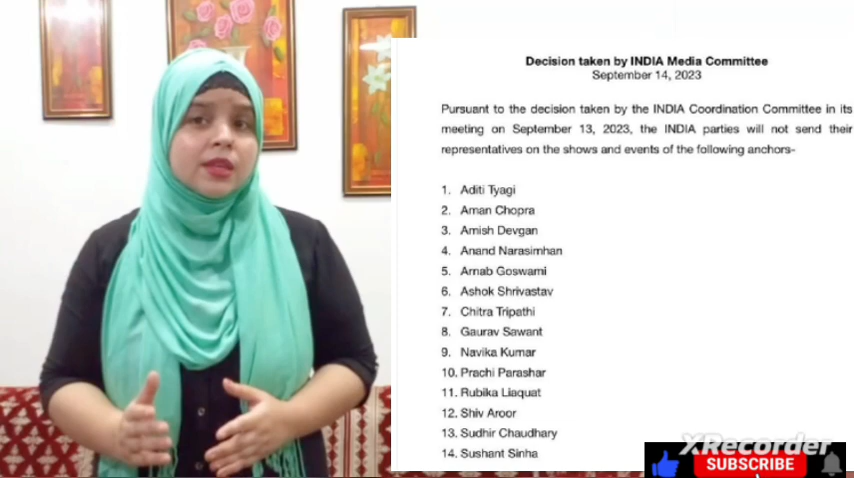 Decision taken by INDIA Media Committee
September 14, 2023
Pursuant to the decision taken by the INDIA Coordination Committee in its
meeting on September 13, 2023, the INDIA parties will not send their
representatives on the shows and events of the following anchors-
1. Aditi Tyagi
2. Aman Chopra
3. Amish Devgan
4. Anand Narasimhan
5. Arnab Goswami
6. Ashok Shrivastav
7. Chitra Tripathi
8. Gaurav Sawant
9. Navika Kumar
10. Prachi Parashar
11. Rubika Liaquat
12. Shiv Aroor
13. Sudhir Chaudhary
14. Sushant Sinha
XRecorder
SUBSCRIBE